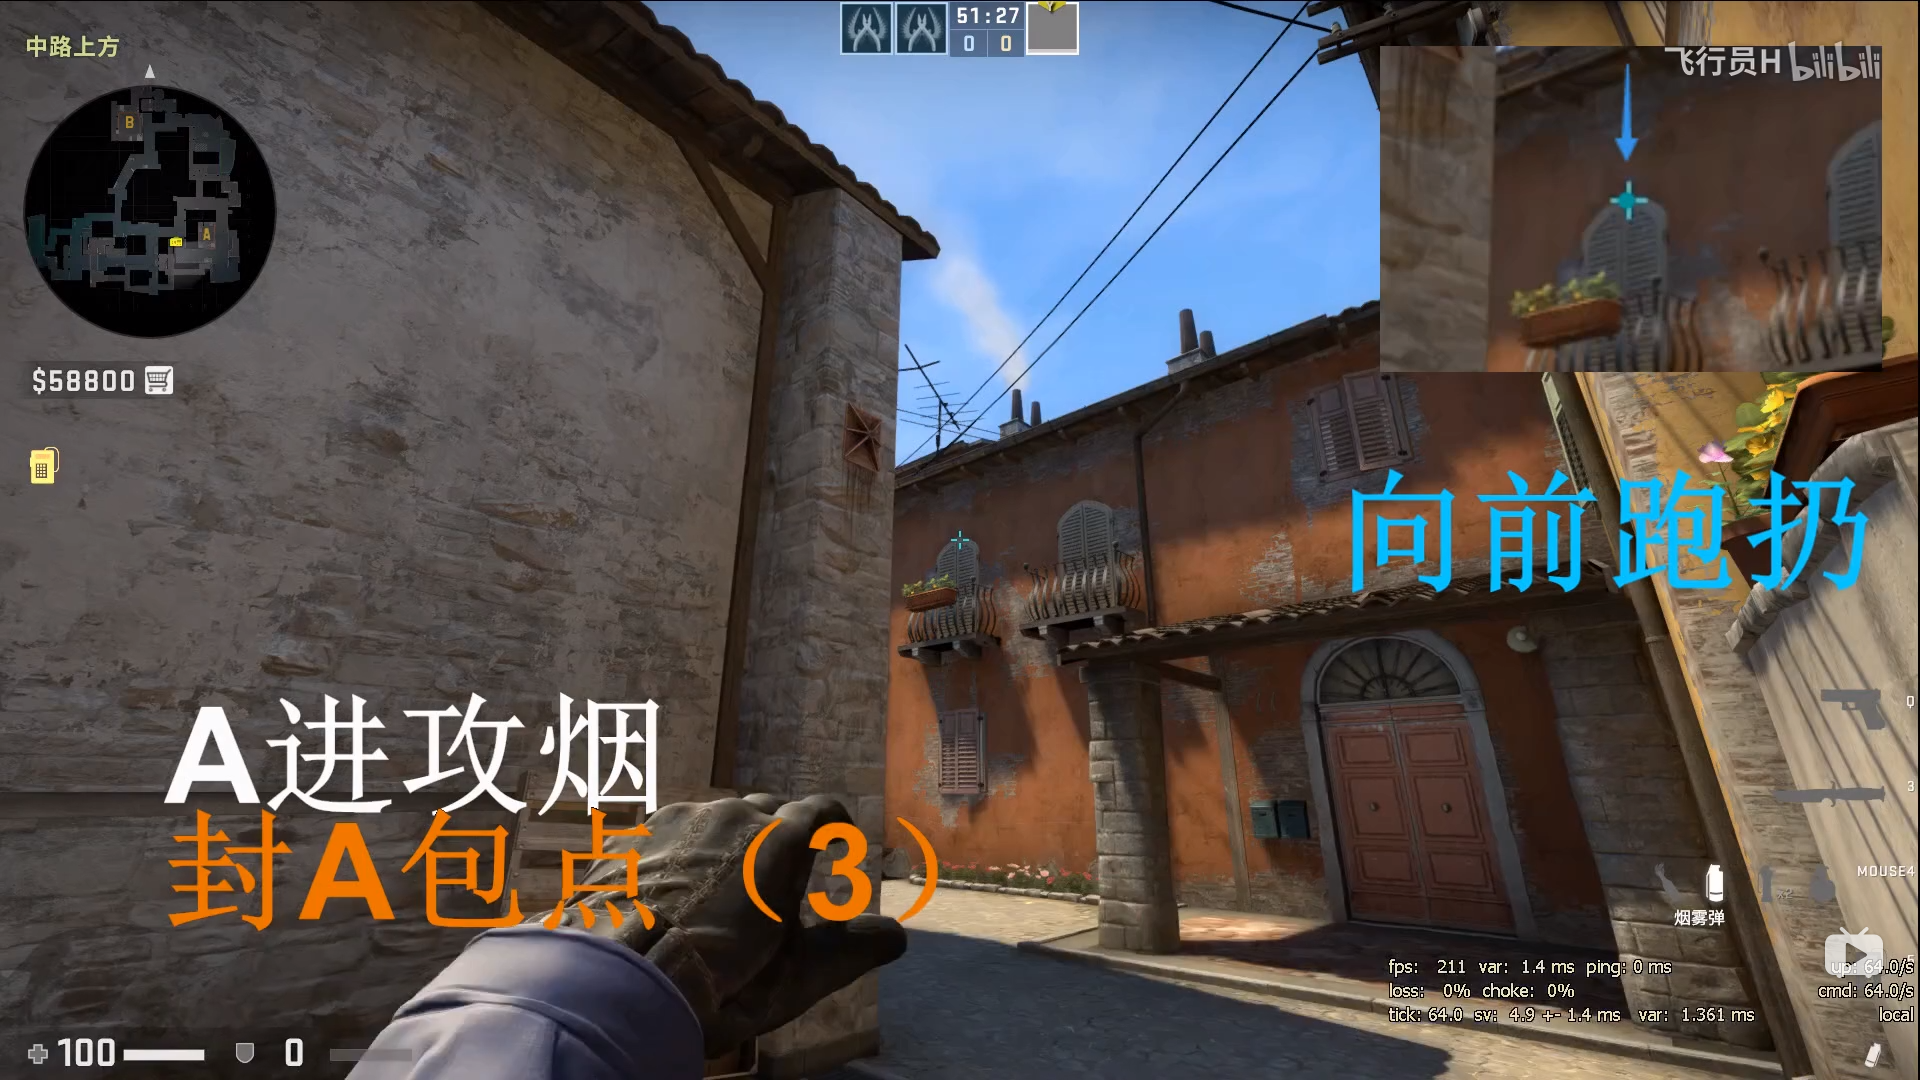 中路上方
51:27
0 0
飞行员H bilibili
B
A
$58800
向前跑扔
A进攻烟
封A包点（3）
Q
3
MOUSE4
x2
烟雾弹
5
fps: 211 var: 1.4 ms ping: 0 ms up: 64.0/s
loss: 0% choke: 0% cmd: 64.0/s
tick: 64.0 sv: 4.9 +- 1.4 ms var: 1.361 ms local
100 0